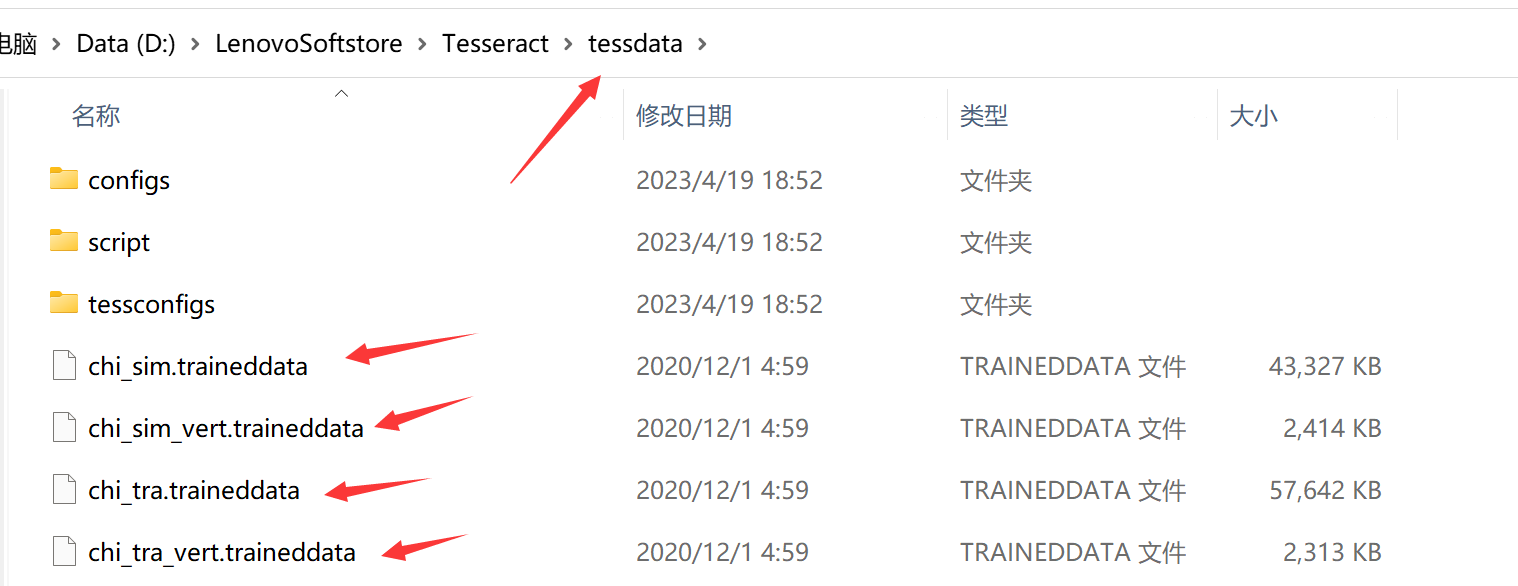 电脑 > Data (D:) > LenovoSoftstore > Tesseract > tessdata >
名称 修改日期 类型 大小
configs 2023/4/19 18:52 文件夹
script 2023/4/19 18:52 文件夹
tessconfigs 2023/4/19 18:52 文件夹
chi_sim.traineddata 2020/12/1 4:59 TRAINEDDATA 文件 43,327 KB
chi_sim_vert.traineddata 2020/12/1 4:59 TRAINEDDATA 文件 2,414 KB
chi_tra.traineddata 2020/12/1 4:59 TRAINEDDATA 文件 57,642 KB
chi_tra_vert.traineddata 2020/12/1 4:59 TRAINEDDATA 文件 2,313 KB